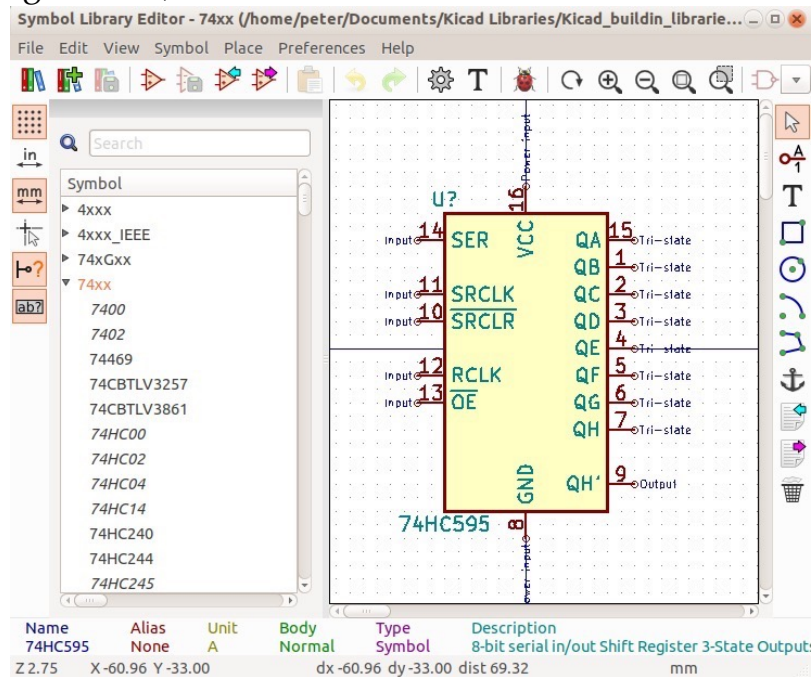 Symbol Library Editor - 74xx (/home/peter/Documents/Kicad Libraries/Kicad_buildin_librarie...
File Edit View Symbol Place Preferences Help
T
in
Search
mm
Symbol
4xxx
4xxx_IEEE
74xGxx
74xx
7400
7402
74469
74CBTLV3257
74CBTLV3861
74HC00
74HC02
74HC04
74HC14
74HC240
74HC244
74HC245
ab?
Power input
16
VCC
U?
Input 14 SER
QA 15 Tri-state
QB 1 Tri-state
Input 11 SRCLK
QC 2 Tri-state
Input 10 SRCLR
QD 3 Tri-state
QE 4 Tri-state
Input 12 RCLK
QF 5 Tri-state
Input 13 OE
QG 6 Tri-state
QH 7 Tri-state
QH' 9 Output
GND
74HC595 8
ower input
A
1
T
Name Alias Unit Body Type Description
74HC595 None A Normal Symbol 8-bit serial in/out Shift Register 3-State Outputs
Z 2.75 X -60.96 Y -33.00 dx -60.96 dy -33.00 dist 69.32 mm